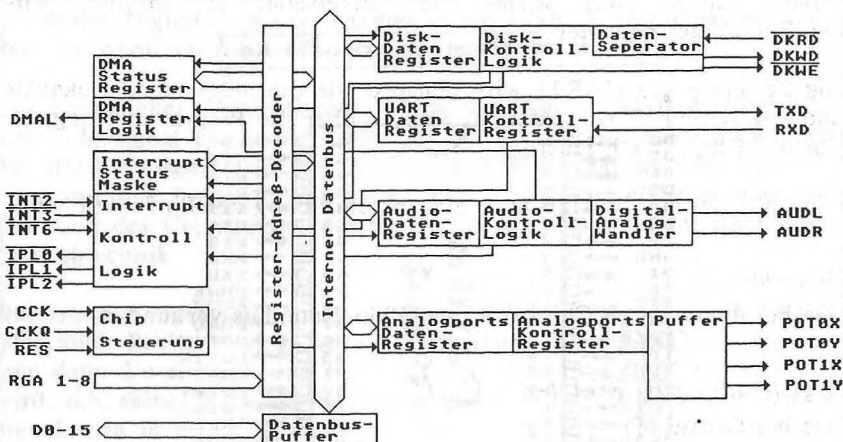 DMA
Status
Register
DMA
Register
Logik
DMAL
Interrupt
Status
Maske
Interrupt
Kontroll
Logik
INT2
INT3
INT6
IPL0
IPL1
IPL2
CCK
CCKQ
RES
Chip
Steuerung
RGA 1-8
D0-15
Register-Adreß-Decoder
Interner Datenbus
Datenbus-
Puffer
Disk-
Daten
Register
Disk-
Kontroll-
Logik
Daten-
Seperator
DKRD
DKWD
DKWE
UART
Daten
Register
UART
Kontroll-
Register
TXD
RXD
Audio-
Daten-
Register
Audio-
Kontroll-
Logik
Digital-
Analog-
Wandler
AUDL
AUDR
Analogports
Daten-
Register
Analogports
Kontroll-
Register
Puffer
POT0X
POT0Y
POT1X
POT1Y